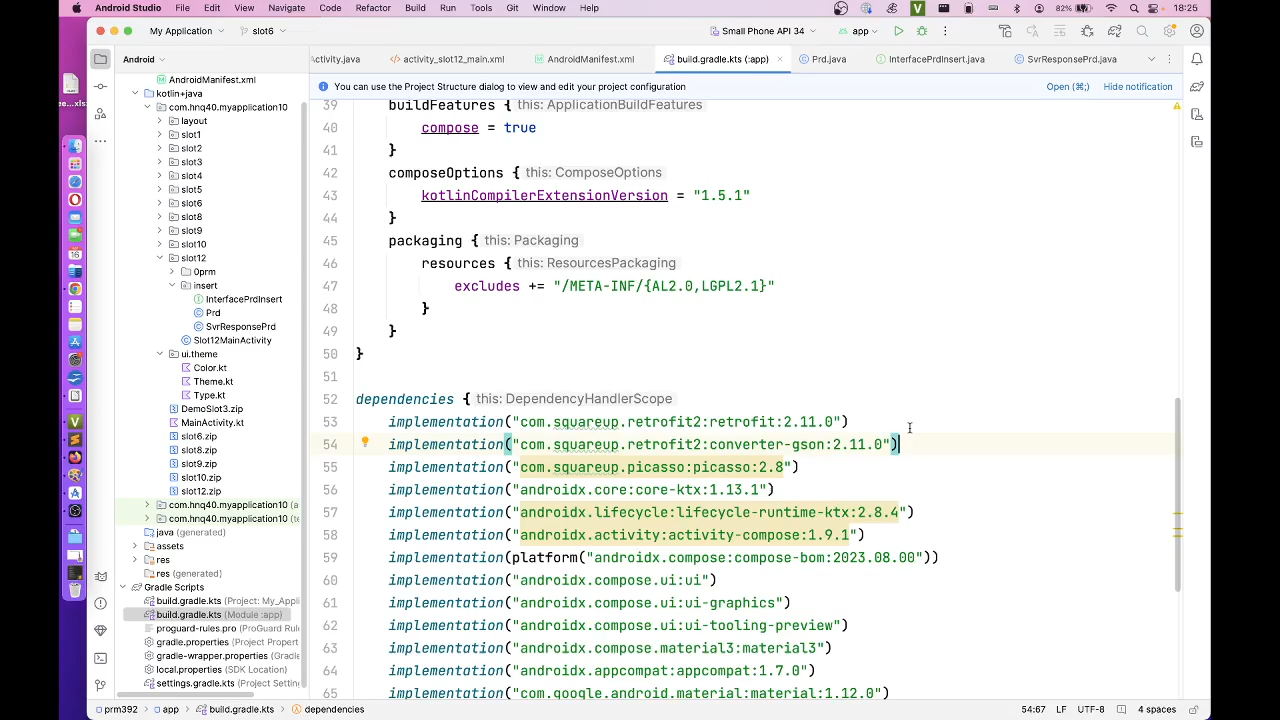 Android Studio File Edit View Navigate Code Refactor Build Run Tools Git Window Help 82% 18:25
My Application slot6 Small Phone API 34 app
Android
ctivity.java activity_slot12_main.xml AndroidManifest.xml build.gradle.kts (:app) Prd.java InterfacePrdInsert.java SvrResponsePrd.java
You can use the Project Structure dialog to view and edit your project configuration Open (⌘;) Hide notification
AndroidManifest.xml
kotlin+java
com.hnq40.myapplication10
layout
slot1
slot2
slot3
slot4
slot5
slot6
slot8
slot9
slot10
slot12
0prm
insert
InterfacePrdInsert
Prd
SvrResponsePrd
Slot12MainActivity
ui.theme
Color.kt
Theme.kt
Type.kt
DemoSlot3.zip
MainActivity.kt
slot6.zip
slot8.zip
slot9.zip
slot10.zip
slot12.zip
com.hnq40.myapplication10 (a
com.hnq40.myapplication10 (te
java (generated)
assets
res
res (generated)
Gradle Scripts
build.gradle.kts (Project: My_Appli
build.gradle.kts (Module :app)
proguard-rules.pro (ProGuard Rule
gradle.properties (Project Propert
gradle-wrapper.properties (Gradle
local.properties (SDK Location)
settings.gradle.kts (Project Setting
39 buildFeatures { this: ApplicationBuildFeatures
40 compose = true
41 }
42 composeOptions { this: ComposeOptions
43 kotlinCompilerExtensionVersion = "1.5.1"
44 }
45 packaging { this: Packaging
46 resources { this: ResourcesPackaging
47 excludes += "/META-INF/{AL2.0,LGPL2.1}"
48 }
49 }
50 }
51
52 dependencies { this: DependencyHandlerScope
53 implementation("com.squareup.retrofit2:retrofit:2.11.0")
54 implementation("com.squareup.retrofit2:converter-gson:2.11.0")
55 implementation("com.squareup.picasso:picasso:2.8")
56 implementation("androidx.core:core-ktx:1.13.1")
57 implementation("androidx.lifecycle:lifecycle-runtime-ktx:2.8.4")
58 implementation("androidx.activity:activity-compose:1.9.1")
59 implementation(platform("androidx.compose:compose-bom:2023.08.00"))
60 implementation("androidx.compose.ui:ui")
61 implementation("androidx.compose.ui:ui-graphics")
62 implementation("androidx.compose.ui:ui-tooling-preview")
63 implementation("androidx.compose.material3:material3")
64 implementation("androidx.appcompat:appcompat:1.7.0")
65 implementation("com.google.android.material:material:1.12.0")
prm392 app build.gradle.kts dependencies 54:67 LF UTF-8 4 spaces